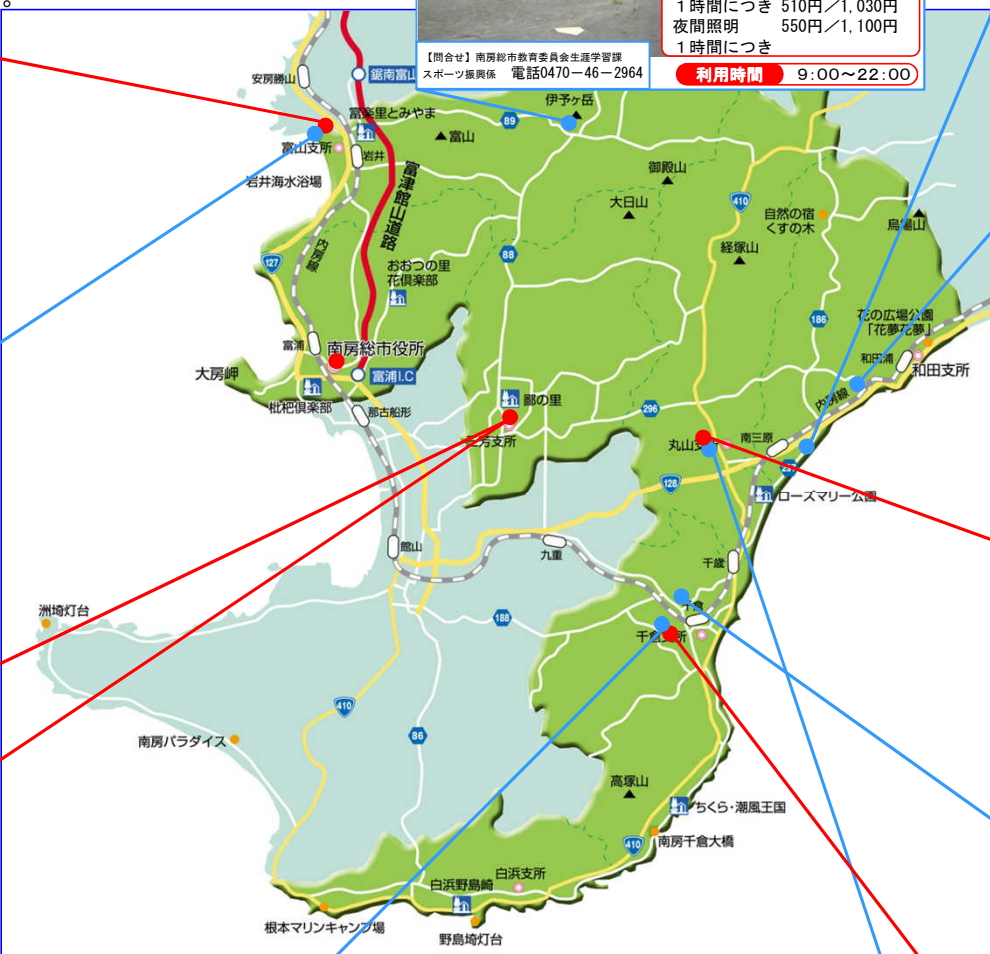 。
1時間につき 510円／1,030円
夜間照明 550円／1,100円
1時間につき
【問合せ】南房総市教育委員会生涯学習課
スポーツ振興係 電話0470－46－2964
利用時間 9:00～22:00
安房勝山
鋸南富山
伊予ヶ岳
富楽里とみやま
89
富山
富山支所
岩井
岩井海水浴場
御殿山
富津館山道路
大日山
410
自然の宿
くすの木
烏場山
内房線
経塚山
127
88
おおつの里
花倶楽部
186
花の広場公園
「花夢花夢」
富浦
南房総市役所
和田浦
和田支所
大房岬
富浦I.C
枇杷倶楽部
那古船形
鄙の里
296
内房線
三芳支所
丸山支
南三原
297
128
ローズマリー公園
館山
九重
千歳
洲埼灯台
188
千倉
千倉支所
410
86
南房パラダイス
高塚山
ちくら・潮風王国
410
南房千倉大橋
白浜野島崎
白浜支所
根本マリンキャンプ場
野島埼灯台